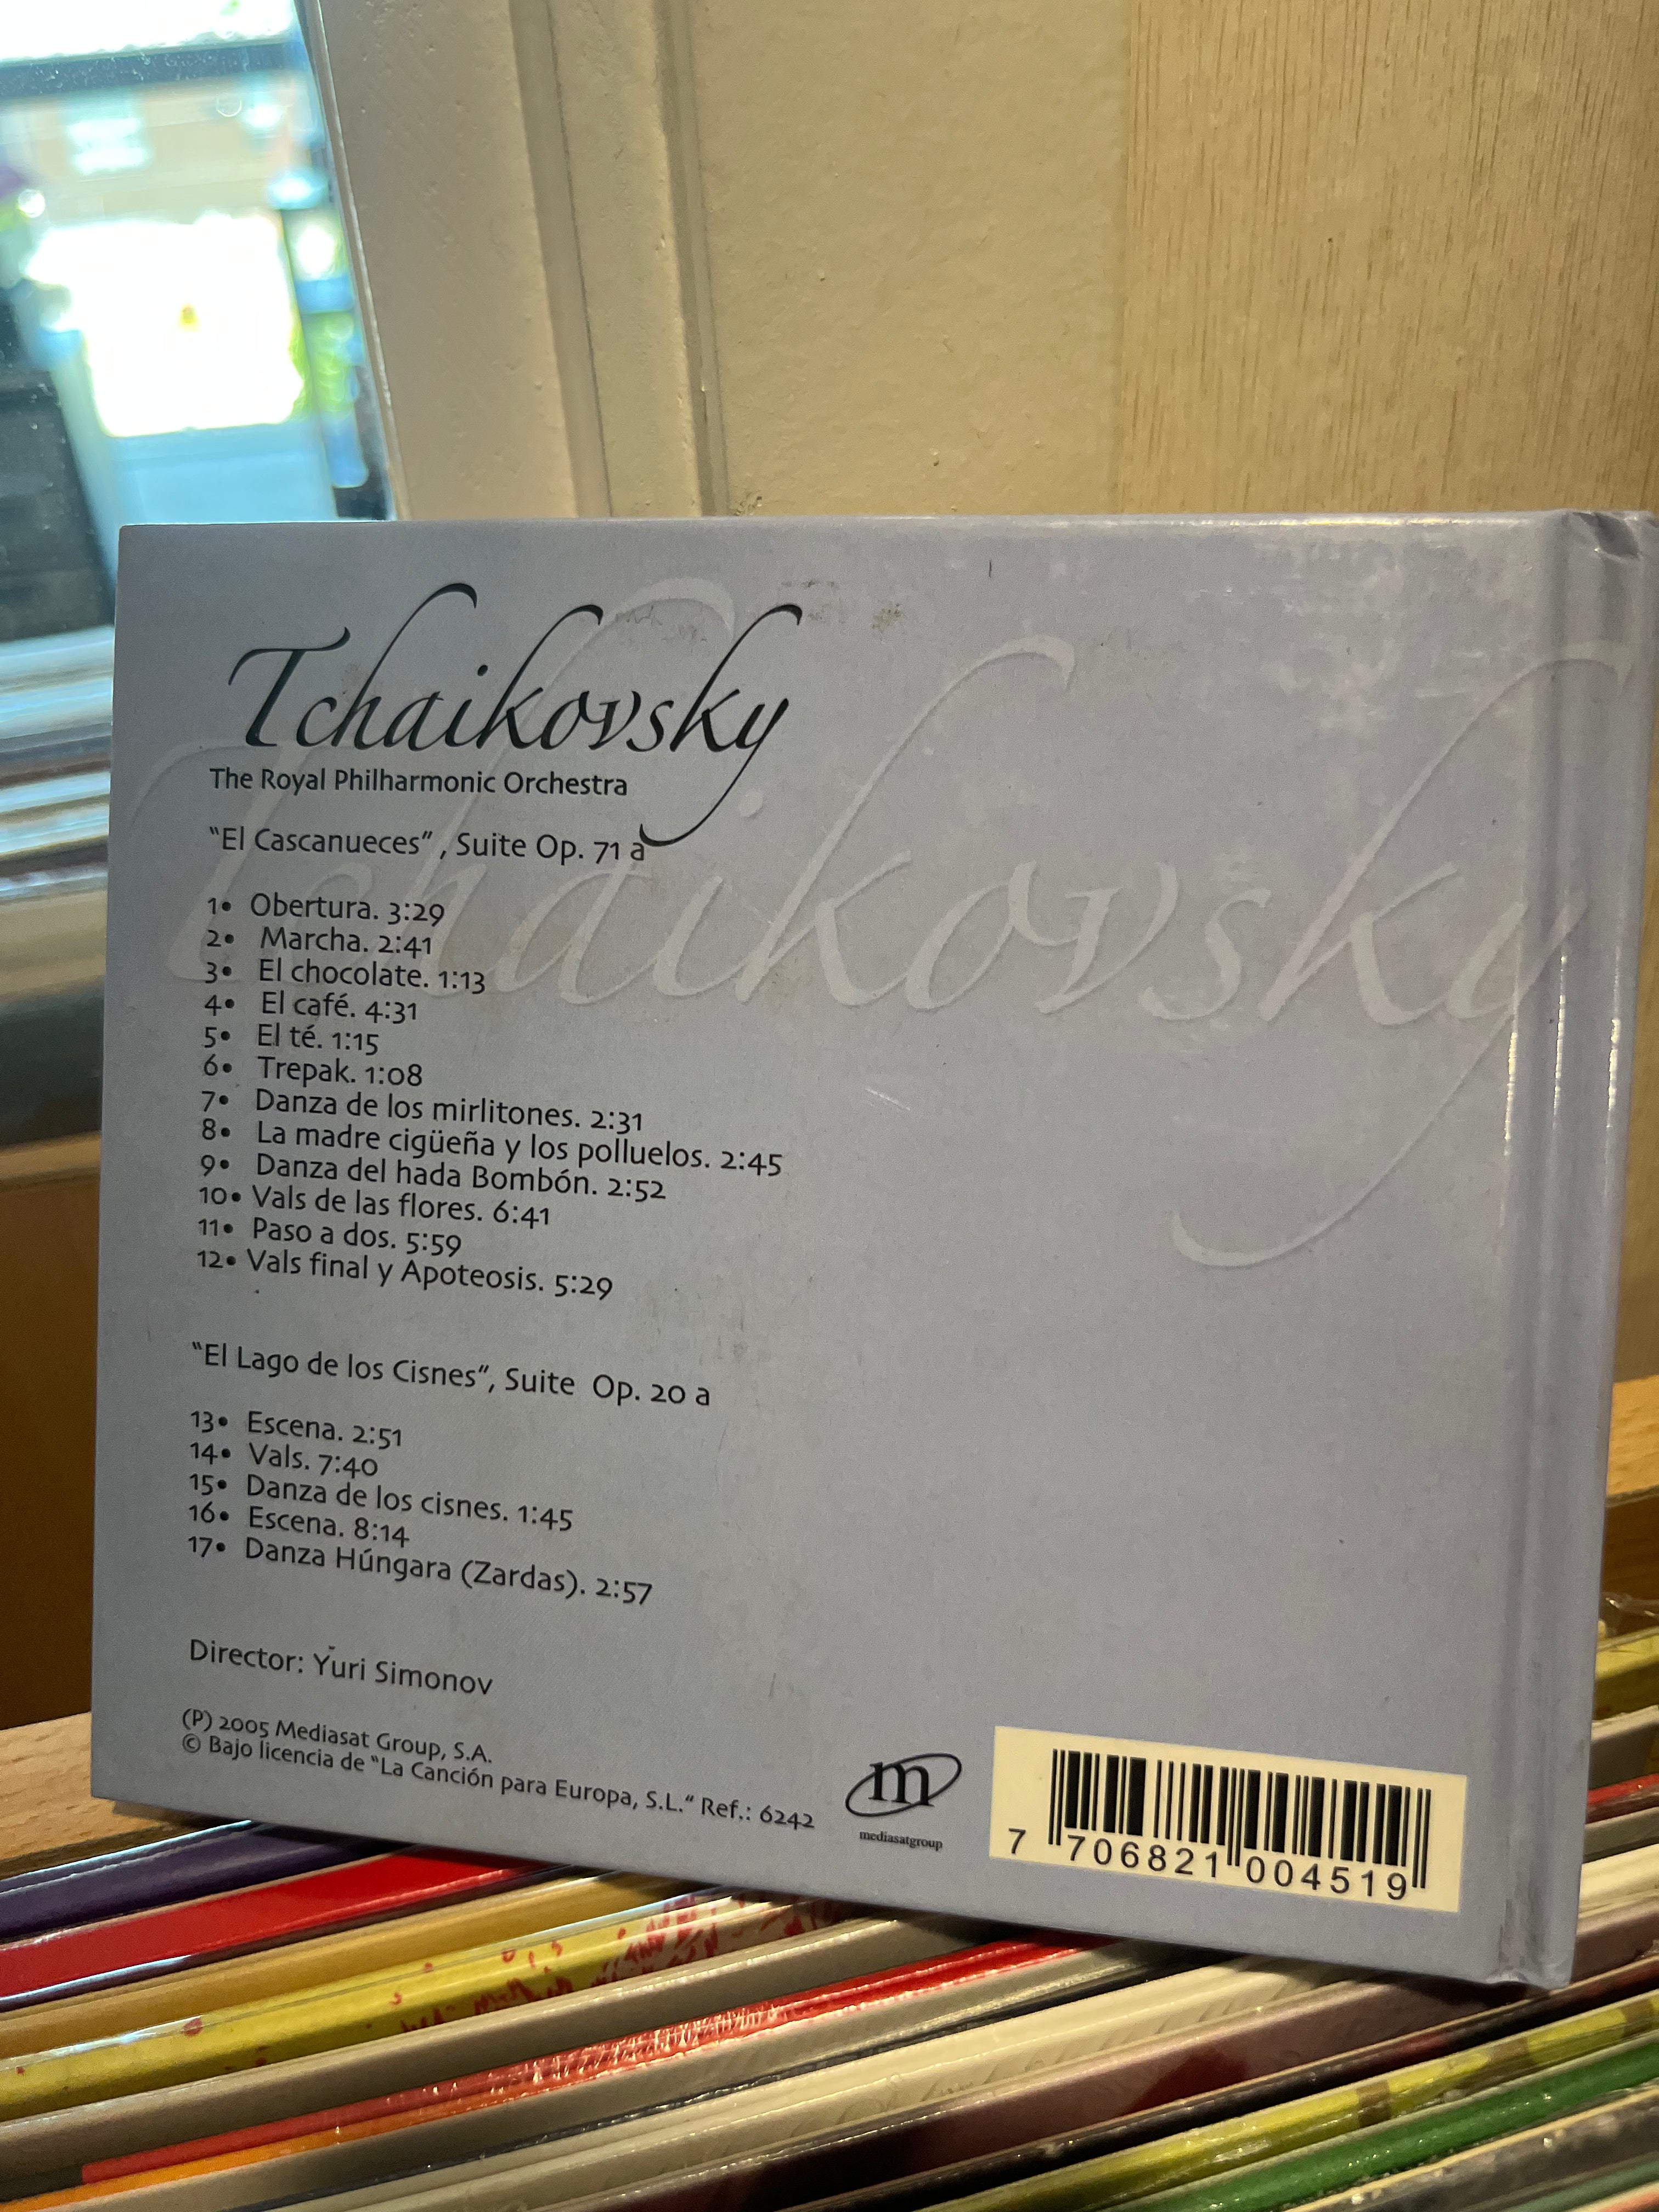 Tchaikovsky
Tchaikovsky
The Royal Philharmonic Orchestra
"El Cascanueces" , Suite Op. 71 a
1• Obertura. 3:29
2• Marcha. 2:41
3• El chocolate. 1:13
4• El café. 4:31
5• El té. 1:15
6• Trepak. 1:08
7• Danza de los mirlitones. 2:31
8• La madre cigüeña y los polluelos. 2:45
9• Danza del hada Bombón. 2:52
10• Vals de las flores. 6:41
11• Paso a dos. 5:59
12• Vals final y Apoteosis. 5:29
"El Lago de los Cisnes", Suite Op. 20 a
13• Escena. 2:51
14• Vals. 7:40
15• Danza de los cisnes. 1:45
16• Escena. 8:14
17• Danza Húngara (Zardas). 2:57
Director: Yuri Simonov
(P) 2005 Mediasat Group, S.A.
© Bajo licencia de "La Canción para Europa, S.L." Ref.: 6242
m
mediasatgroup
7 706821 004519